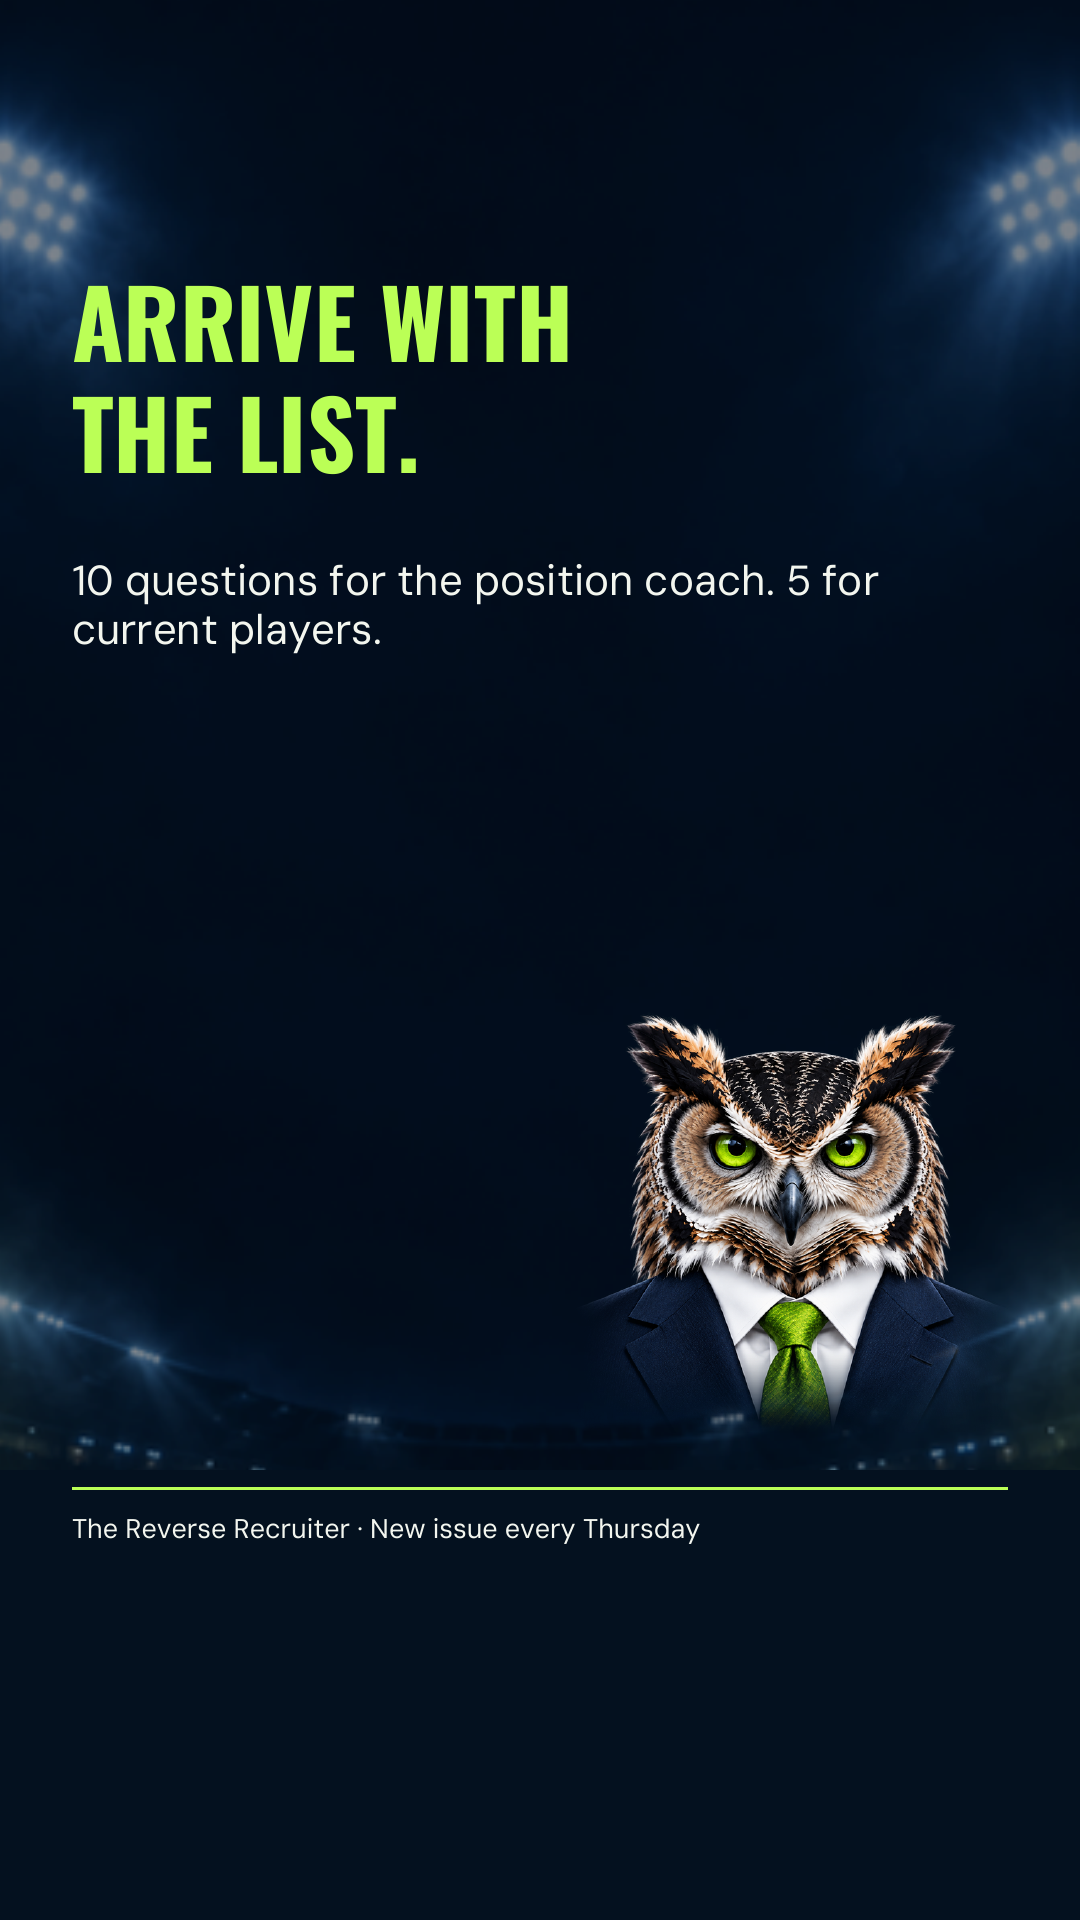 ARRIVE WITH
THE LIST.
10 questions for the position coach. 5 for
current players.
The Reverse Recruiter · New issue every Thursday